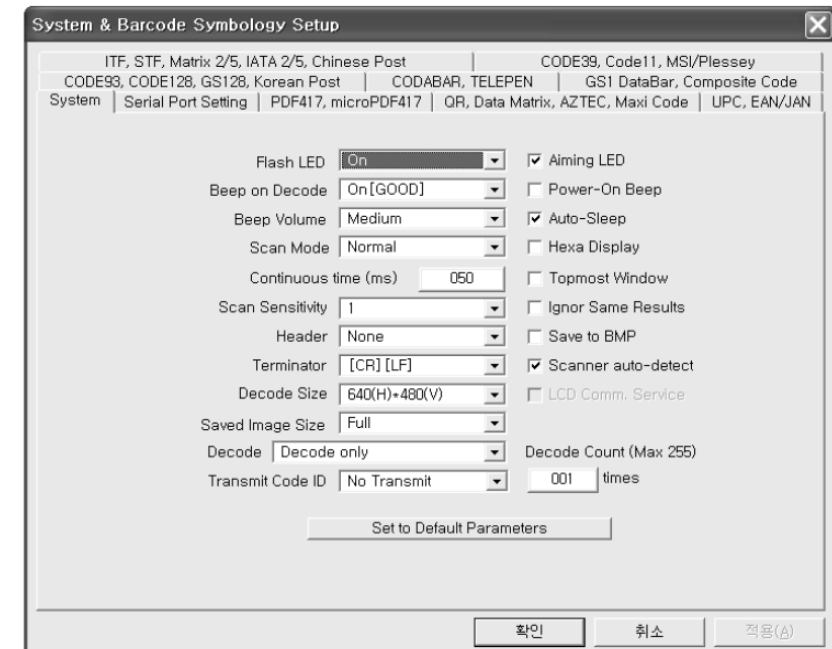 System & Barcode Symbology Setup
ITF, STF, Matrix 2/5, IATA 2/5, Chinese Post CODE39, Code11, MSI/Plessey
CODE93, CODE128, GS128, Korean Post CODABAR, TELEPEN GS1 DataBar, Composite Code
System Serial Port Setting PDF417, microPDF417 QR, Data Matrix, AZTEC, Maxi Code UPC, EAN/JAN
Flash LED On Aiming LED
Beep on Decode On[GOOD] Power-On Beep
Beep Volume Medium Auto-Sleep
Scan Mode Normal Hexa Display
Continuous time (ms) 050 Topmost Window
Scan Sensitivity 1 Ignor Same Results
Header None Save to BMP
Terminator [CR] [LF] Scanner auto-detect
Decode Size 640(H)*480(V) LCD Comm. Service
Saved Image Size Full
Decode Decode only Decode Count (Max 255)
Transmit Code ID No Transmit 001 times
Set to Default Parameters
확인 취소 적용(A)